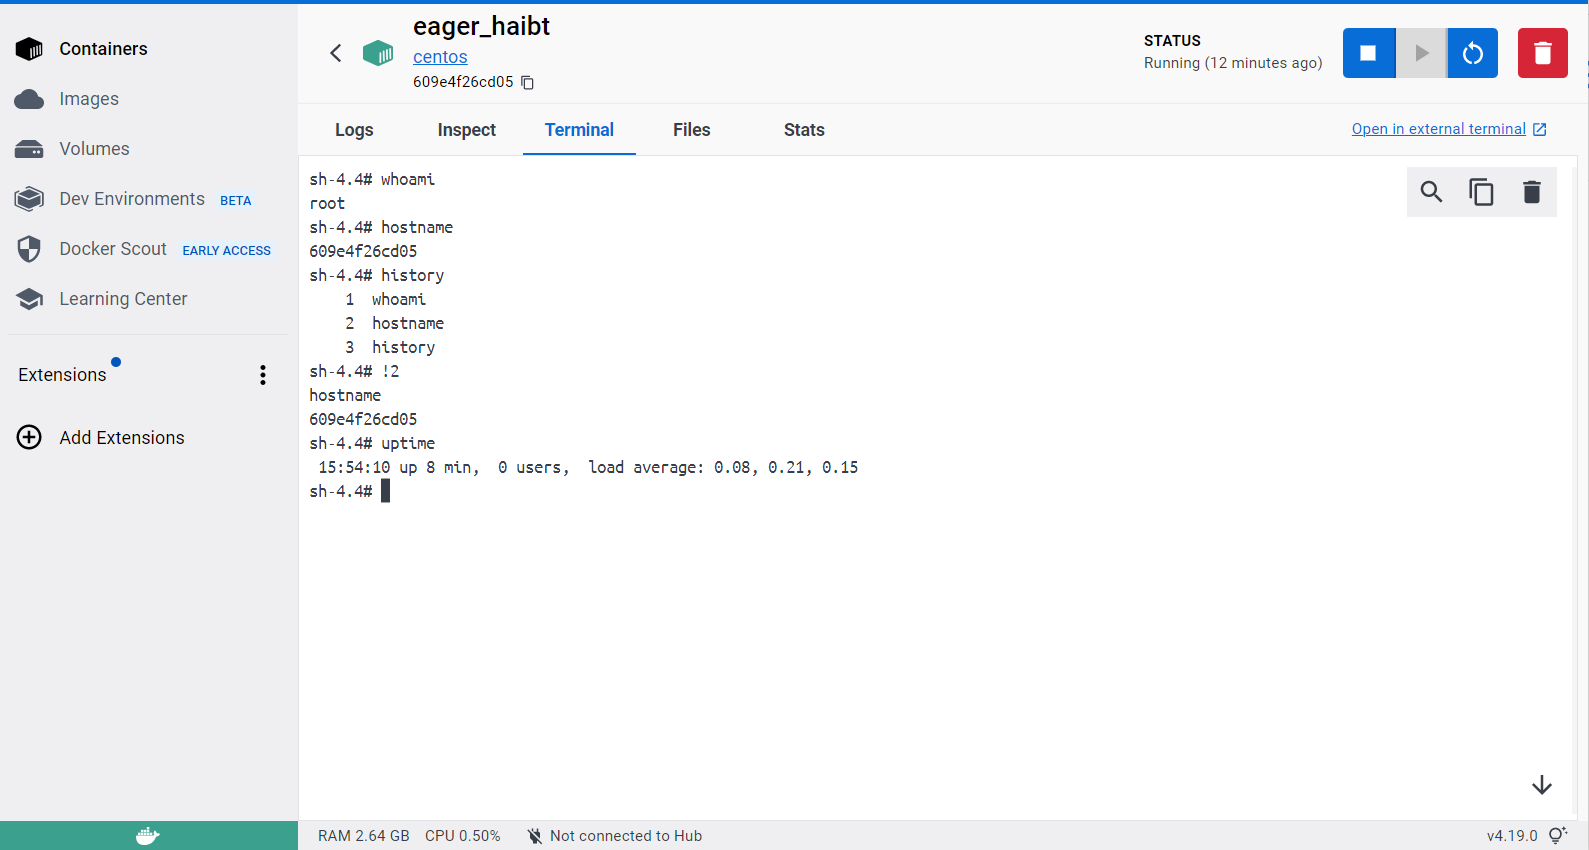 Containers
Images
Volumes
Dev Environments BETA
Docker Scout EARLY ACCESS
Learning Center
Extensions
Add Extensions
eager_haibt
centos
609e4f26cd05
STATUS
Running (12 minutes ago)
Logs Inspect Terminal Files Stats
Open in external terminal
sh-4.4# whoami
root
sh-4.4# hostname
609e4f26cd05
sh-4.4# history
    1  whoami
    2  hostname
    3  history
sh-4.4# !2
hostname
609e4f26cd05
sh-4.4# uptime
 15:54:10 up 8 min,  0 users,  load average: 0.08, 0.21, 0.15
sh-4.4#
RAM 2.64 GB CPU 0.50% Not connected to Hub v4.19.0